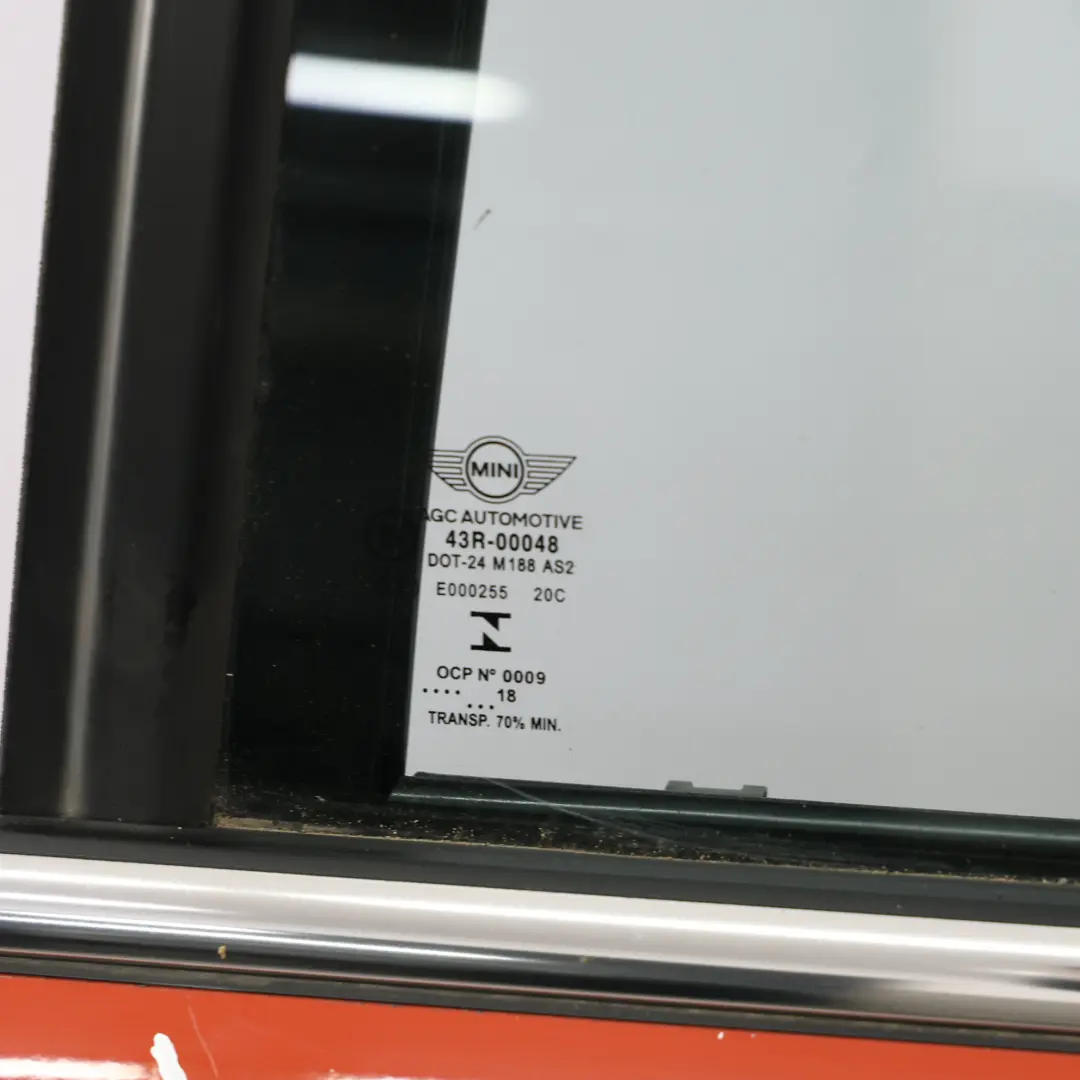 MINI
AGC AUTOMOTIVE
43R-00048
DOT-24 M188 AS2
E000255 20C
OCP Nº 0009
.... 18
...
TRANSP. 70% MIN.